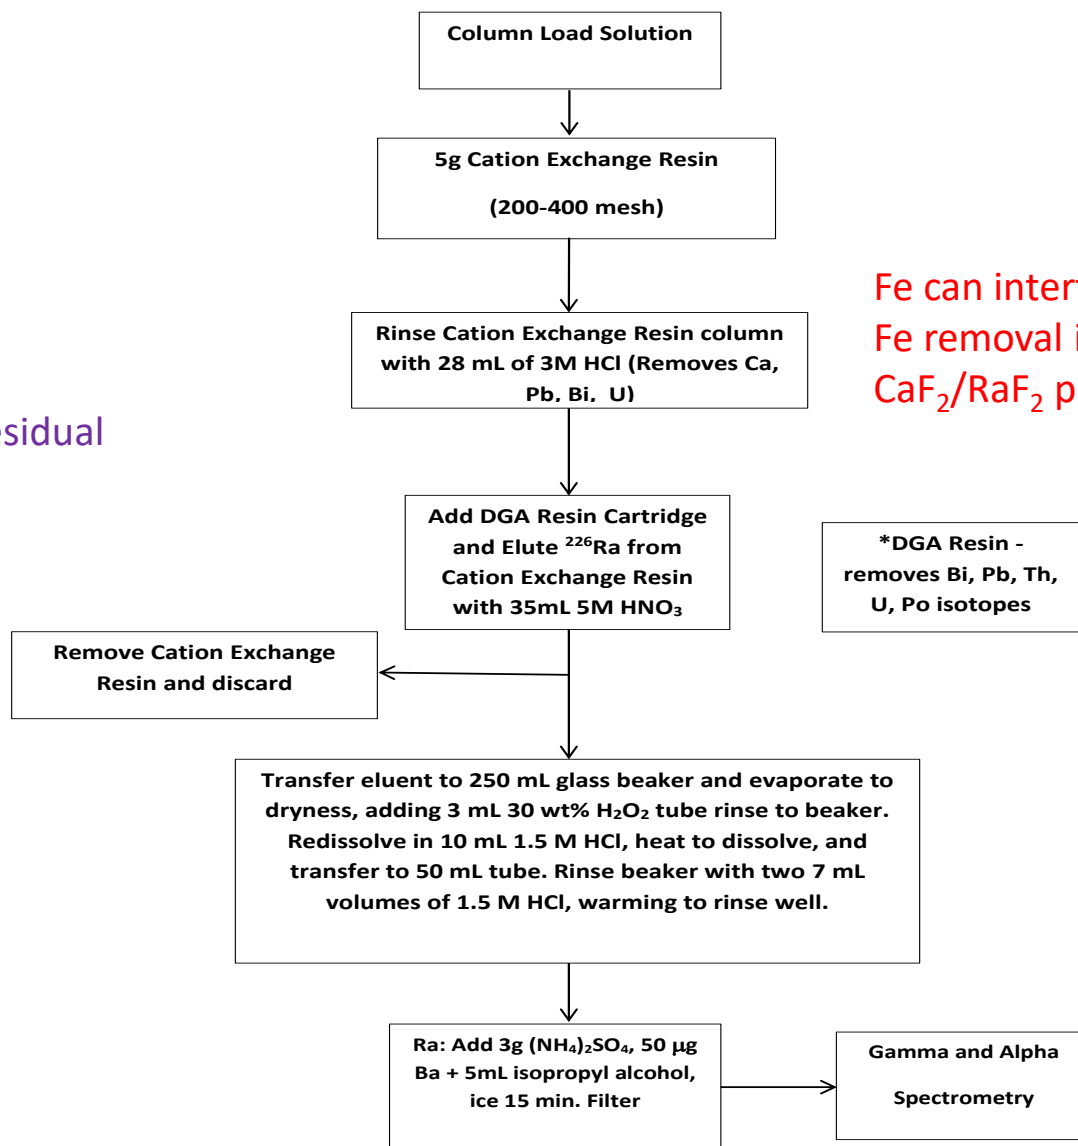 Column Load Solution
5g Cation Exchange Resin
(200-400 mesh)
Fe can
Fe removal
CaF₂/RaF₂
Rinse Cation Exchange Resin column
with 28 mL of 3M HCl (Removes Ca,
Pb, Bi, U)
Add DGA Resin Cartridge
and Elute ²²⁶Ra from
Cation Exchange Resin
with 35mL 5M HNO₃
*DGA Resin -
removes Bi, Pb, Th,
U, Po isotopes
Remove Cation Exchange
Resin and discard
Transfer eluent to 250 mL glass beaker and evaporate to
dryness, adding 3 mL 30 wt% H₂O₂ tube rinse to beaker.
Redissolve in 10 mL 1.5 M HCl, heat to dissolve, and
transfer to 50 mL tube. Rinse beaker with two 7 mL
volumes of 1.5 M HCl, warming to rinse well.
Ra: Add 3g (NH₄)₂SO₄, 50 µg
Ba + 5mL isopropyl alcohol,
ice 15 min. Filter
Gamma and Alpha
Spectrometry